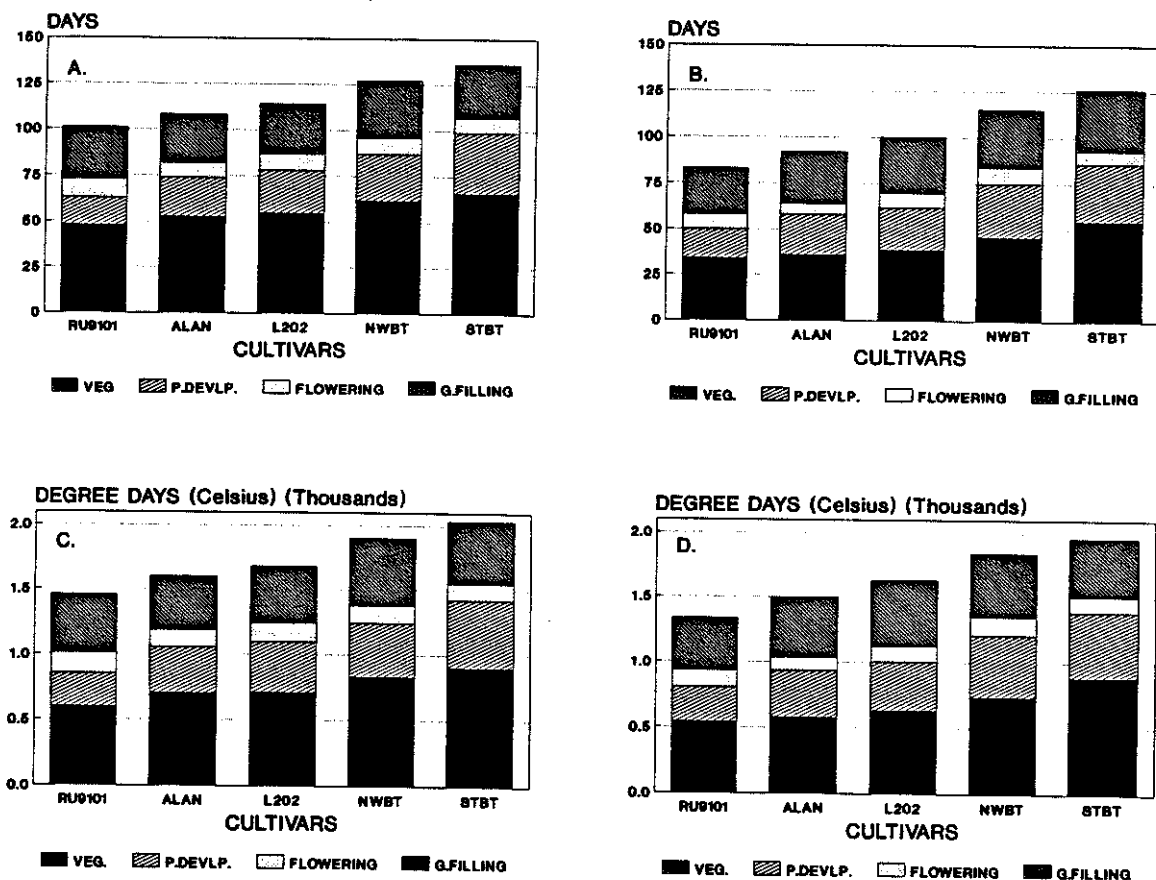 DAYS
150
125
100
75
50
25
0
A.
RU9101 ALAN L202 NWBT STBT
CULTIVARS
VEG P.DEVLP. FLOWERING G.FILLING
DAYS
150
125
100
75
50
25
0
B.
RU9101 ALAN L202 NWBT STBT
CULTIVARS
VEG. P.DEVLP. FLOWERING G.FILLING
DEGREE DAYS (Celsius) (Thousands)
2.0
1.5
1.0
0.5
0.0
C.
RU9101 ALAN L202 NWBT STBT
CULTIVARS
VEG. P.DEVLP. FLOWERING G.FILLING
DEGREE DAYS (Celsius) (Thousands)
2.0
1.5
1.0
0.5
0.0
D.
RU9101 ALAN L202 NWBT STBT
CULTIVARS
VEG. P.DEVLP. FLOWERING G.FILLING